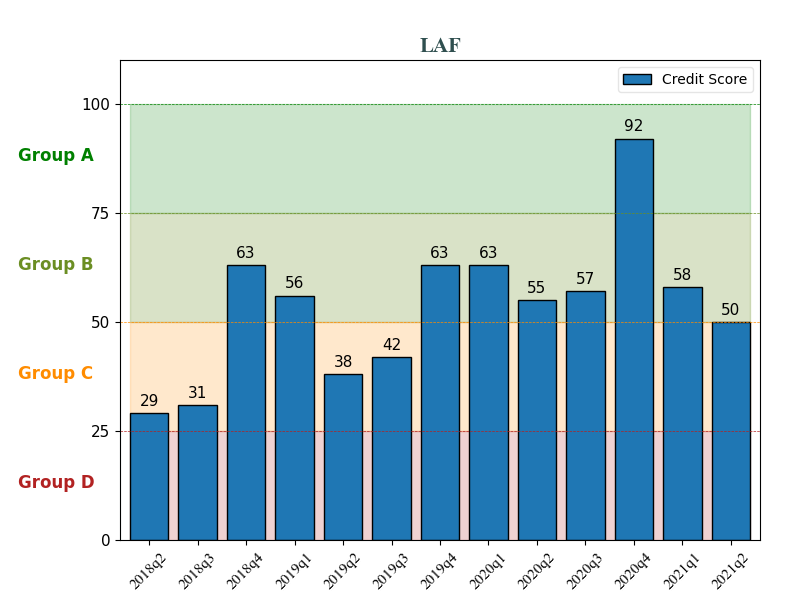 LAF
Credit Score
100
75
50
25
0
Group A
Group B
Group C
Group D
29
31
63
56
38
42
63
63
55
57
92
58
50
2018q2
2018q3
2018q4
2019q1
2019q2
2019q3
2019q4
2020q1
2020q2
2020q3
2020q4
2021q1
2021q2